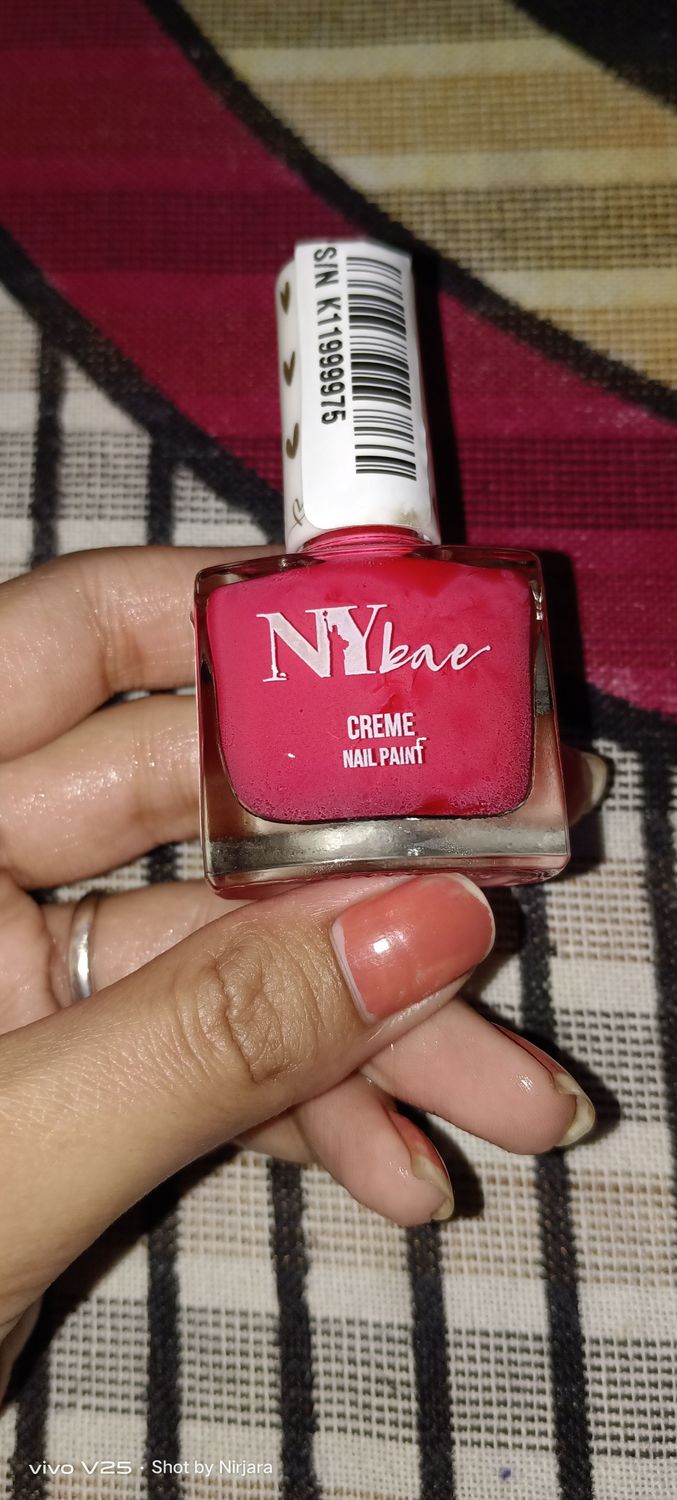 S/N K11999975
NYbae
CREME
NAIL PAINT
vivo V25 · Shot by Nirjara